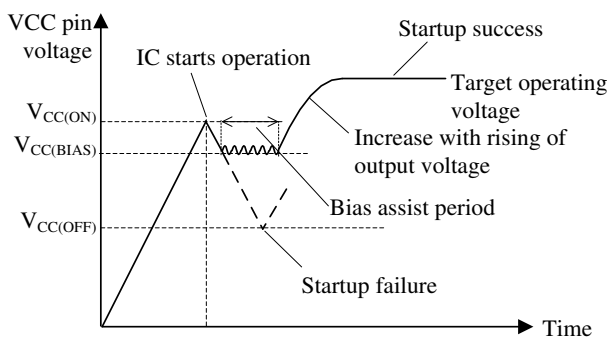 VCC pin
voltage
Startup success
IC starts operation
Target operating
voltage
VCC(ON)
Increase with rising of
output voltage
VCC(BIAS)
Bias assist period
VCC(OFF)
Startup failure
Time